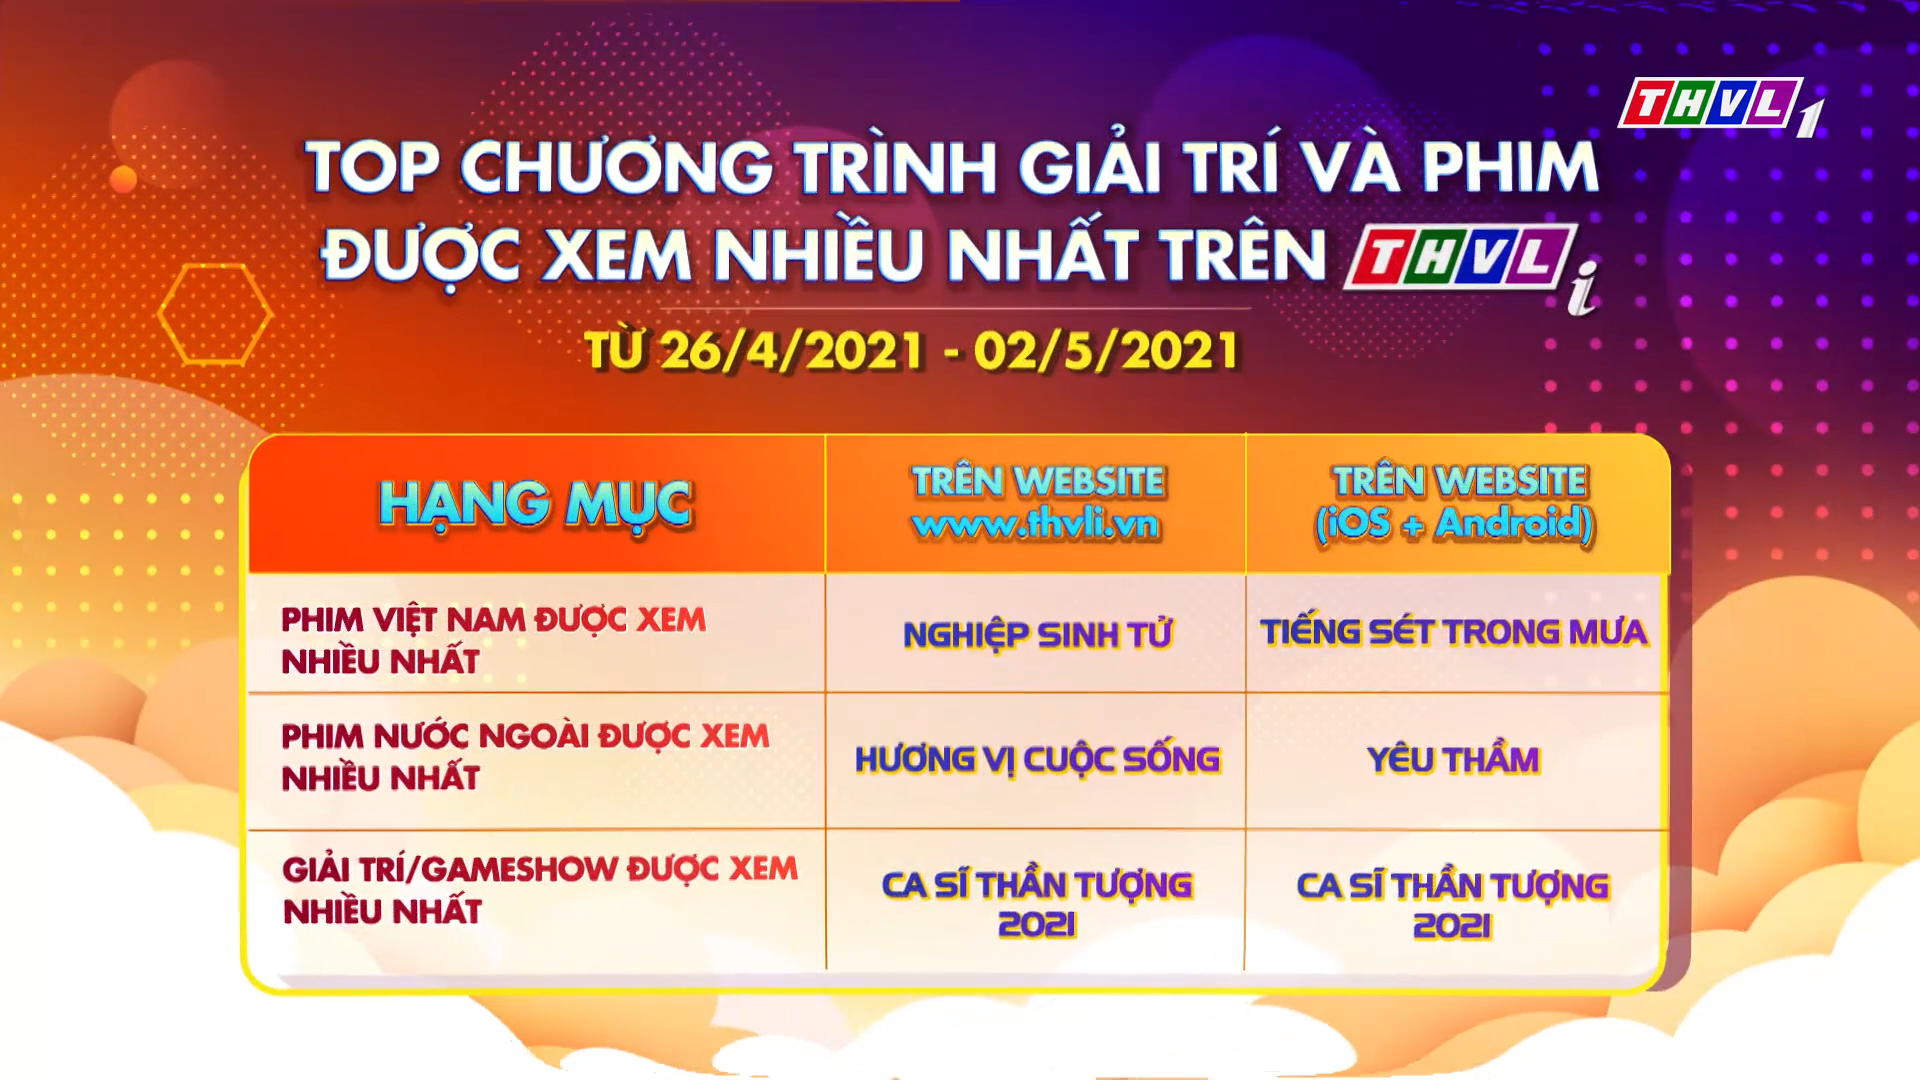 THVL1
TOP CHƯƠNG TRÌNH GIẢI TRÍ VÀ PHIM
ĐƯỢC XEM NHIỀU NHẤT TRÊN THVLi
TỪ 26/4/2021 - 02/5/2021
HẠNG MỤC
TRÊN WEBSITE
www.thvli.vn
TRÊN WEBSITE
(iOS + Android)
PHIM VIỆT NAM ĐƯỢC XEM
NHIỀU NHẤT
NGHIỆP SINH TỬ
TIẾNG SÉT TRONG MƯA
PHIM NƯỚC NGOÀI ĐƯỢC XEM
NHIỀU NHẤT
HƯƠNG VỊ CUỘC SỐNG
YÊU THẦM
GIẢI TRÍ/GAMESHOW ĐƯỢC XEM
NHIỀU NHẤT
CA SĨ THẦN TƯỢNG
2021
CA SĨ THẦN TƯỢNG
2021